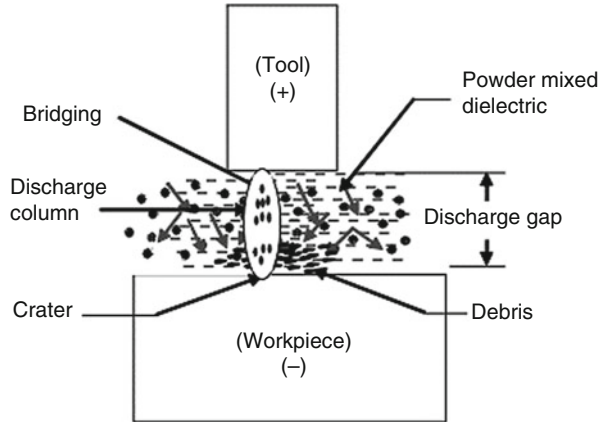 (Tool)
(+)
Powder mixed
dielectric
Bridging
Discharge
column
Discharge gap
Crater
Debris
(Workpiece)
(–)